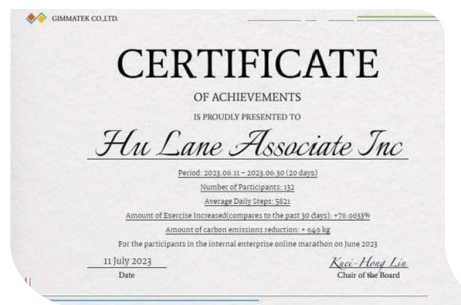 GIMMATEK CO.,LTD.
CERTIFICATE
OF ACHIEVEMENTS
IS PROUDLY PRESENTED TO
Hu Lane Associate Inc
Period: 2023.06.11 - 2023.06.30 (20 days)
Number of Participants: 132
Average Daily Steps: 5821
Amount of Exercise Increased(compares to the past 30 days): +76.9633%
Amount of carbon emissions reduction: + 949 kg
For the participants in the internal enterprise online marathon on June 2023
11 July 2023
Kuei-Hong Lin
Date
Chair of the Board